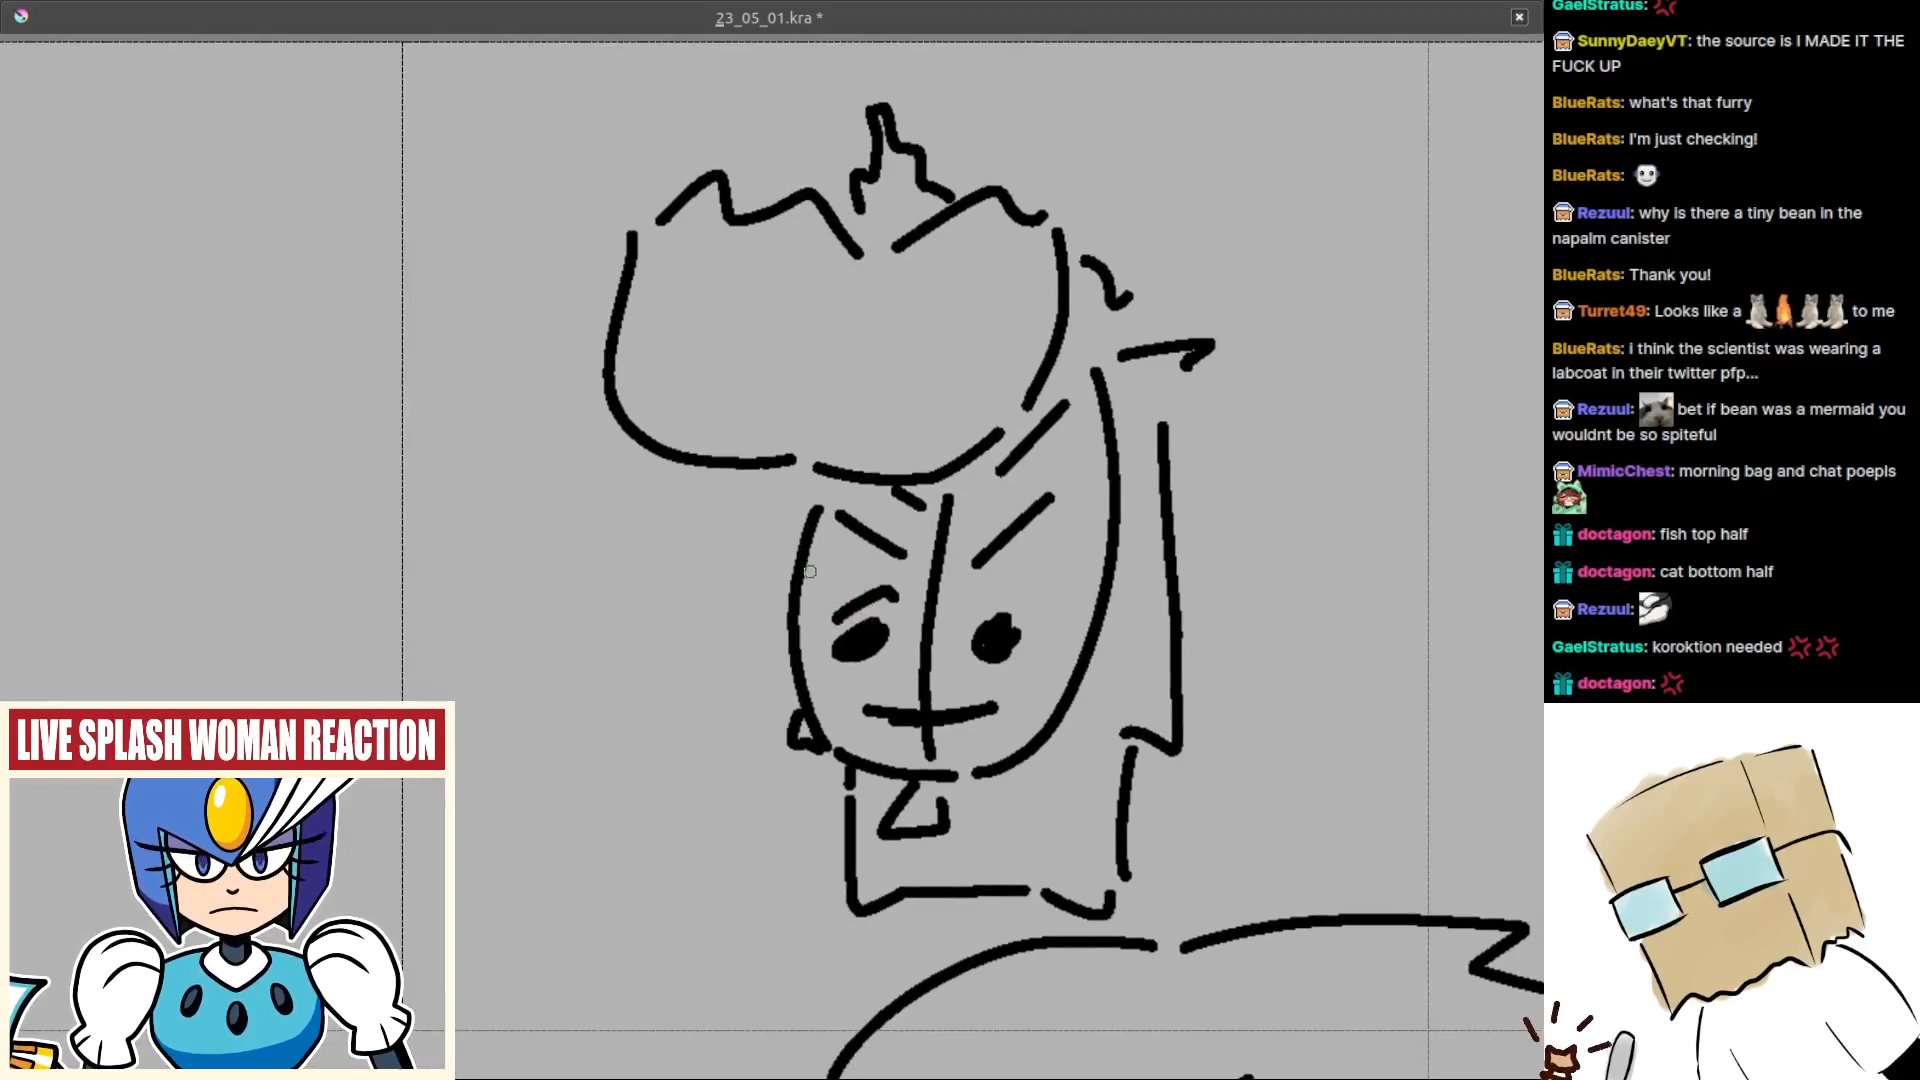 23_05_01.kra *
GaelStratus:
SunnyDaeyVT: the source is I MADE IT THE
FUCK UP
BlueRats: what's that furry
BlueRats: I'm just checking!
BlueRats:
Rezuul: why is there a tiny bean in the
napalm canister
BlueRats: Thank you!
Turret49: Looks like a to me
BlueRats: i think the scientist was wearing a
labcoat in their twitter pfp...
Rezuul: bet if bean was a mermaid you
wouldnt be so spiteful
MimicChest: morning bag and chat poepls
doctagon: fish top half
doctagon: cat bottom half
Rezuul:
GaelStratus: koroktion needed
doctagon:
LIVE SPLASH WOMAN REACTION